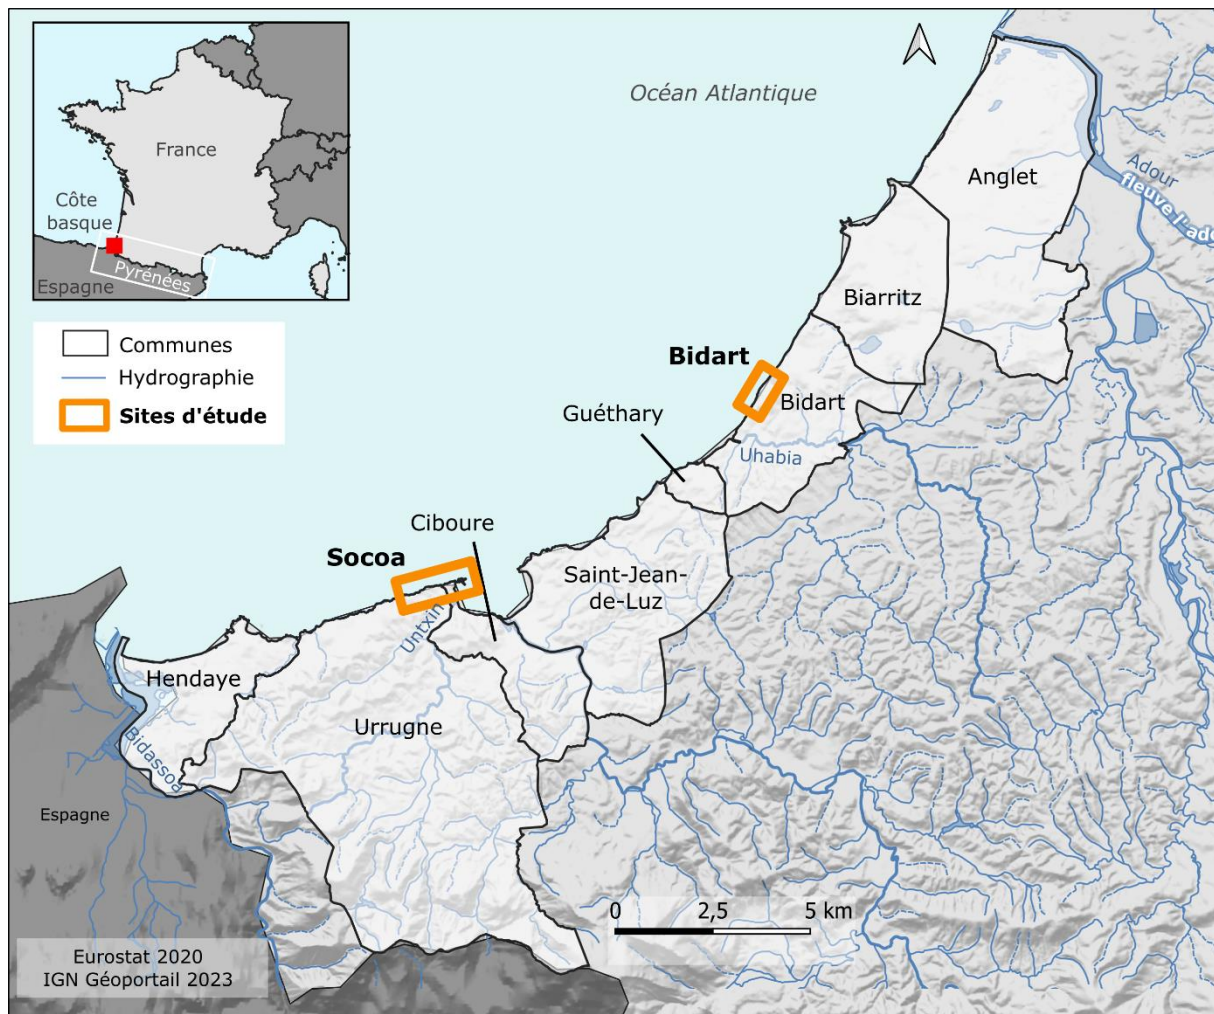 France
Côte
basque
Pyrénées
Espagne
Communes
Hydrographie
Sites d'étude
Océan Atlantique
Anglet
Adour
fleuve l'ado
Biarritz
Bidart
Bidart
Guéthary
Uhabia
Ciboure
Socoa
Saint-Jean-
de-Luz
Untxin
Hendaye
Urrugne
Bidassoa
Espagne
0 2,5 5 km
Eurostat 2020
IGN Géoportail 2023